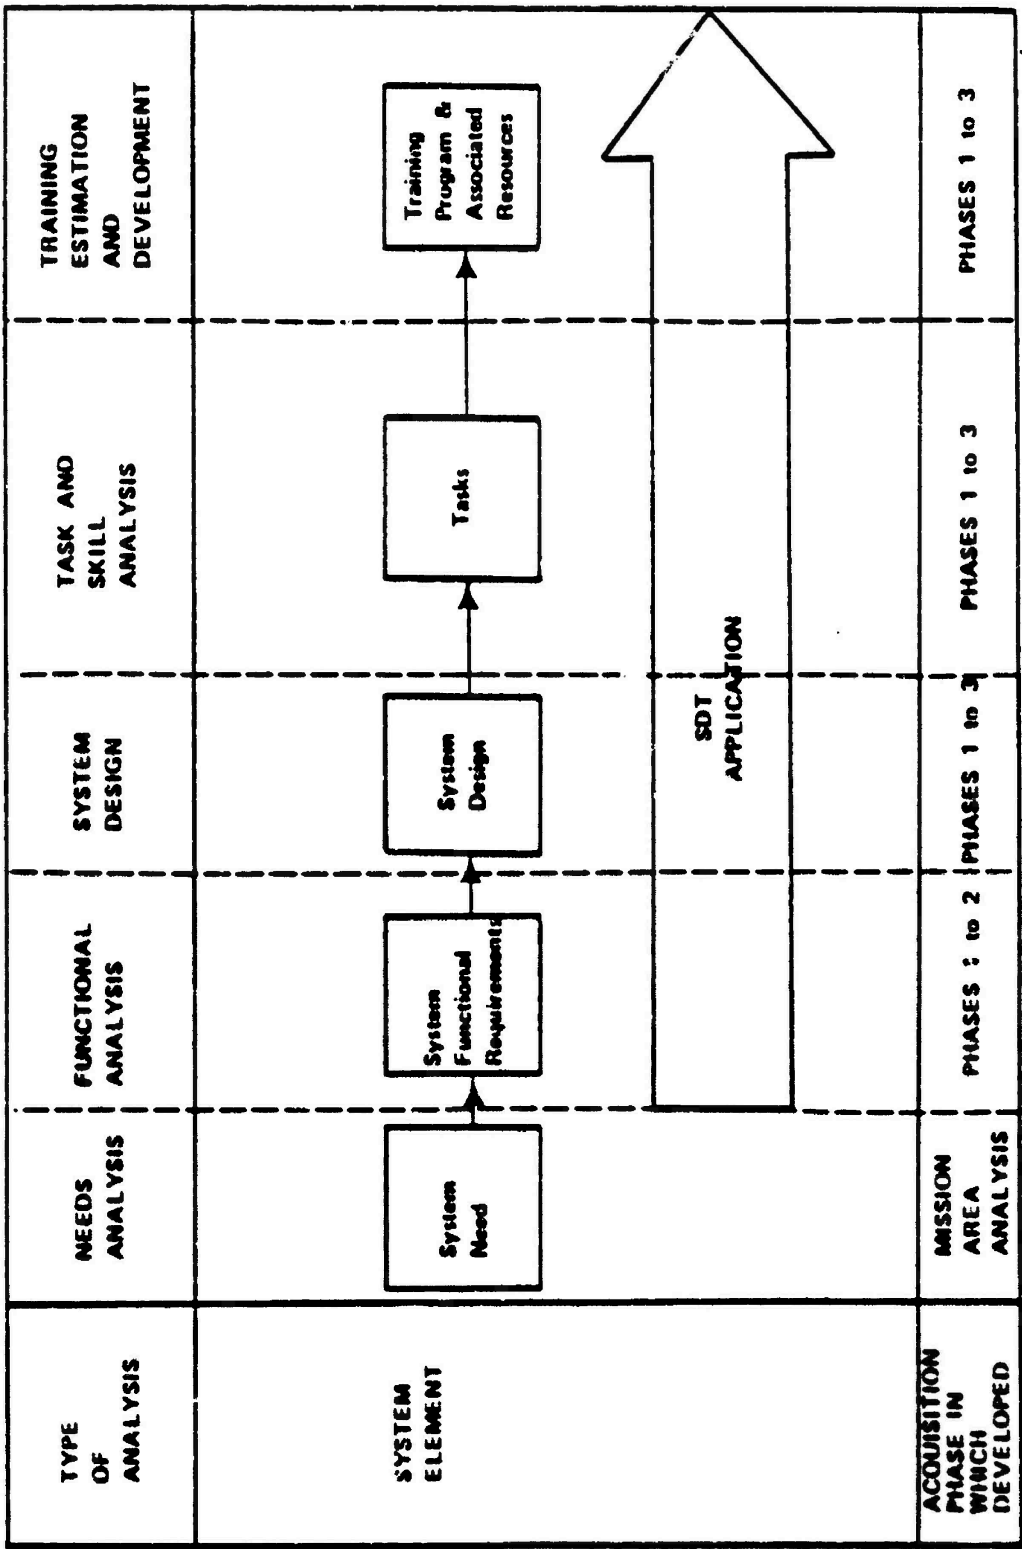 TYPE
OF
ANALYSIS
NEEDS
ANALYSIS
FUNCTIONAL
ANALYSIS
SYSTEM
DESIGN
TASK AND
SKILL
ANALYSIS
TRAINING
ESTIMATION
AND
DEVELOPMENT
SYSTEM
ELEMENT
System
Need
System
Functional
Requirements
System
Design
Tasks
Training
Program &
Associated
Resources
SDT
APPLICATION
ACQUISITION
PHASE IN
WHICH
DEVELOPED
MISSION
AREA
ANALYSIS
PHASES to 2
PHASES 1 to 3
PHASES 1 to 3
PHASES 1 to 3